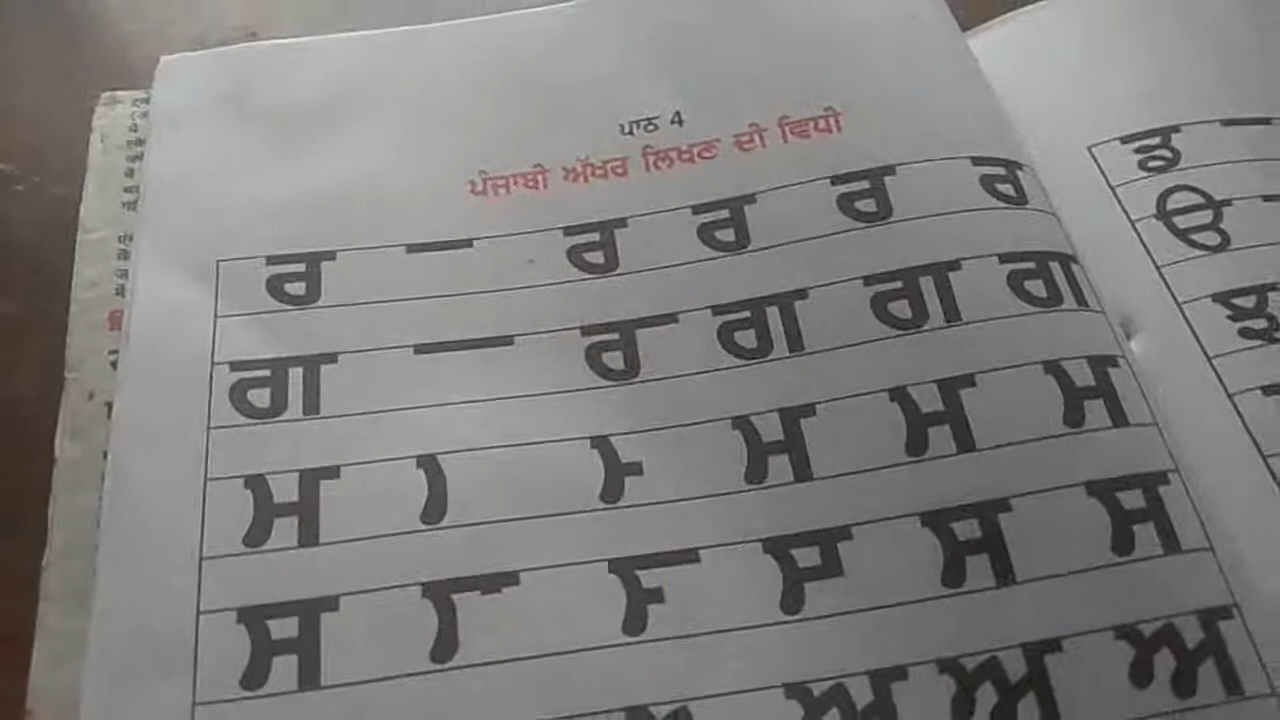 ਪਾਠ 4
ਪੰਜਾਬੀ ਅੱਖਰ ਲਿਖਣ ਦੀ ਵਿਧੀ
ਰ ਰ ਰ ਰ ਰ
ਗ ਰ ਗ ਗ ਗ
ਮ ਮ ਮ ਮ
ਸ ਸ ਸ
ਅ ਅ ਅ
ਡ
ੳ
ਝ